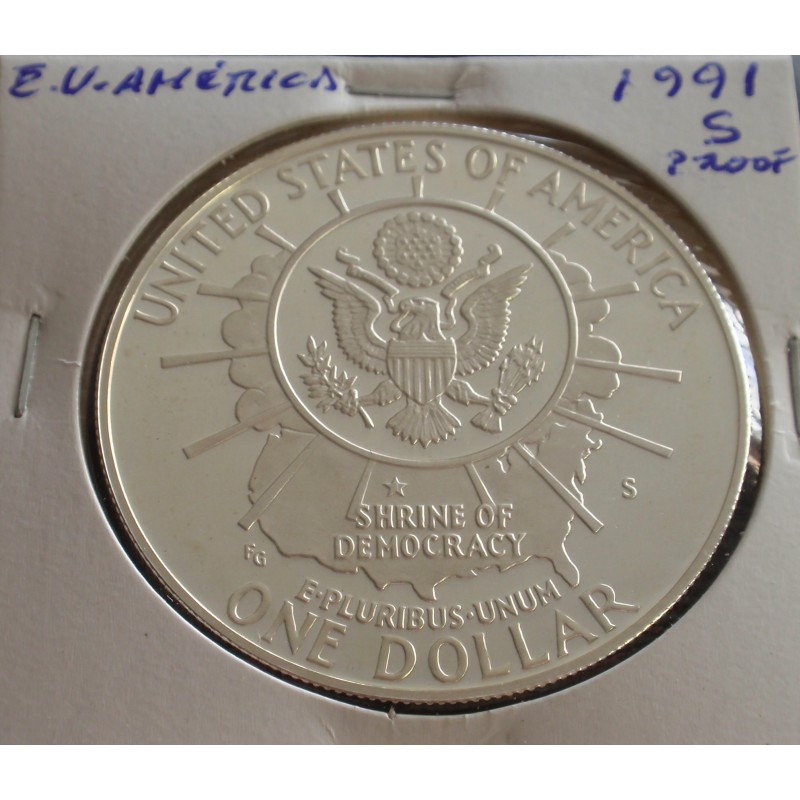 E.U. AMÉRICA
1991
S
PROOF
UNITED STATES OF AMERICA
S
SHRINE OF
DEMOCRACY
FG
E·PLURIBUS·UNUM
ONE DOLLAR